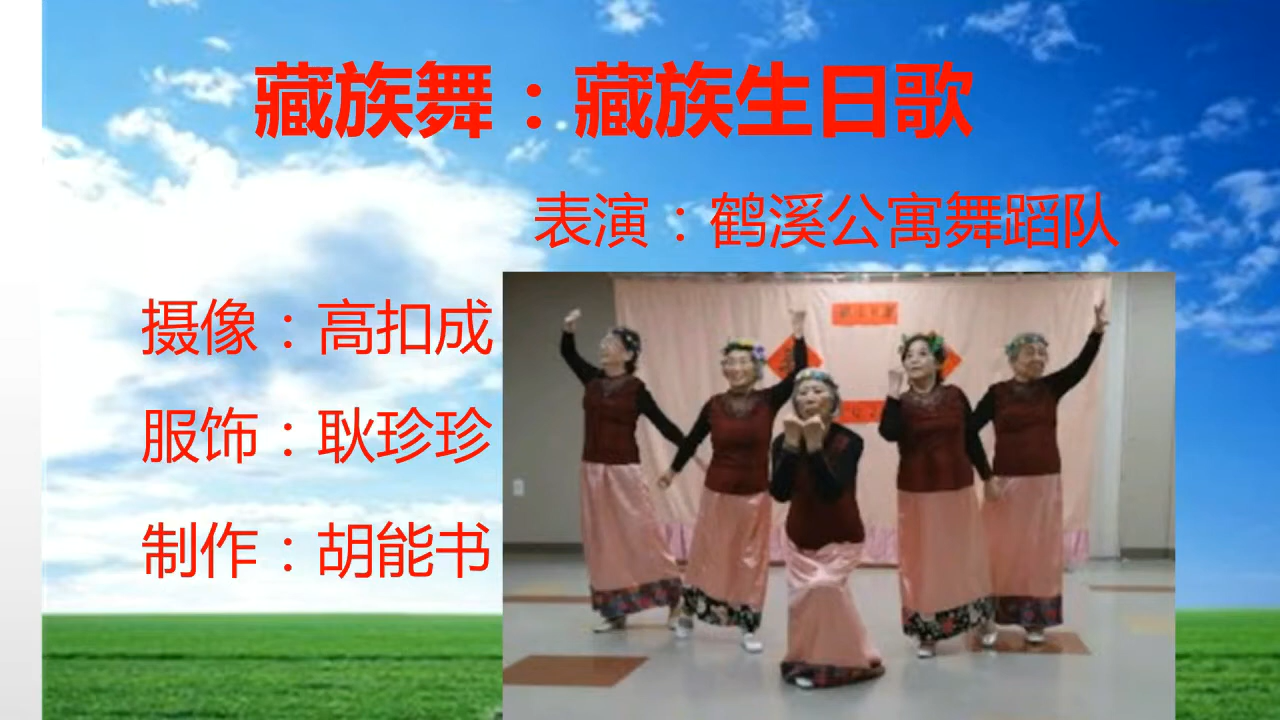 藏族舞：藏族生日歌
表演：鹤溪公寓舞蹈队
摄像：高扣成
服饰：耿珍珍
制作：胡能书